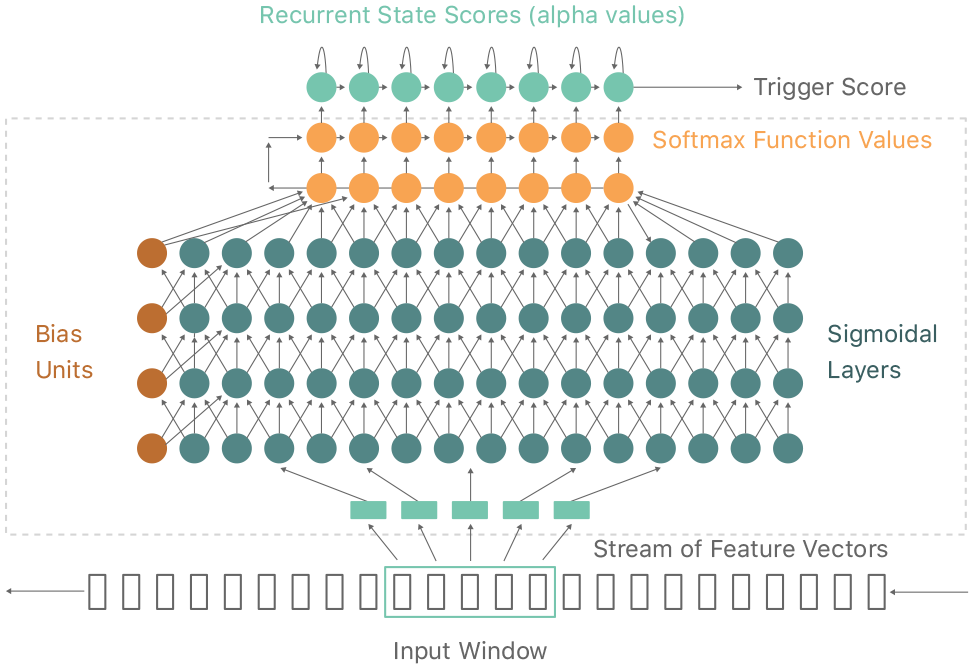 Recurrent State Scores (alpha values)
Trigger Score
Softmax Function Values
Bias
Units
Sigmoidal
Layers
Stream of Feature Vectors
Input Window